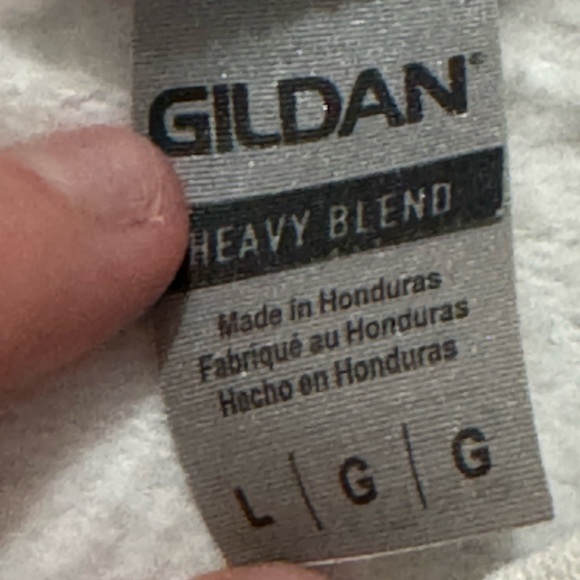 GILDAN®
HEAVY BLEND
Made in Honduras
Fabriqué au Honduras
Hecho en Honduras
L | G | G